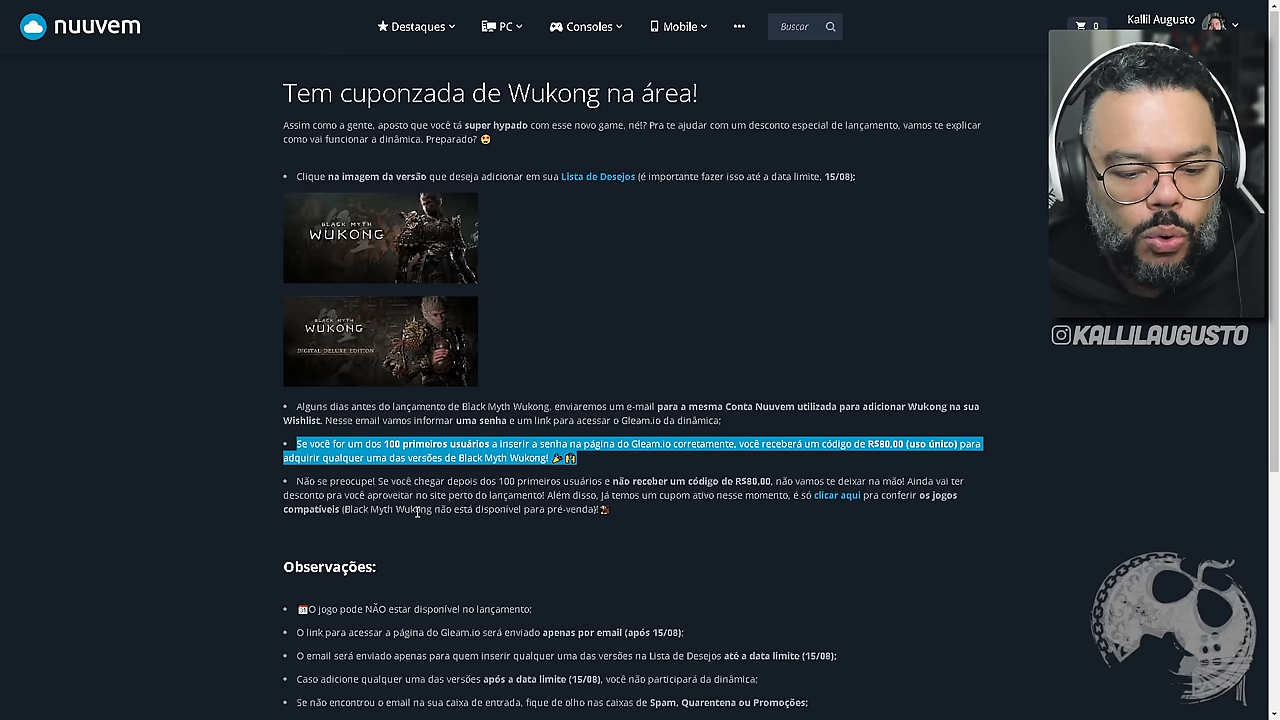 nuuvem
Destaques
PC
Consoles
Mobile
Buscar
0
Kallil Augusto
Tem cuponzada de Wukong na área!
Assim como a gente, aposto que você tá super hypado com esse novo game, né!? Pra te ajudar com um desconto especial de lançamento, vamos te explicar
como vai funcionar a dinâmica. Preparado? 🤩
• Clique na imagem da versão que deseja adicionar em sua Lista de Desejos (é importante fazer isso até a data limite, 15/08);
BLACK MYTH
WUKONG
BLACK MYTH
WUKONG
DIGITAL DELUXE EDITION
KALLILAUGUSTO
• Alguns dias antes do lançamento de Black Myth Wukong, enviaremos um e-mail para a mesma Conta Nuuvem utilizada para adicionar Wukong na sua
Wishlist. Nesse email vamos informar uma senha e um link para acessar o Gleam.io da dinâmica;
• Se você for um dos 100 primeiros usuários a inserir a senha na página do Gleam.io corretamente, você receberá um código de R$80,00 (uso único) para
adquirir qualquer uma das versões de Black Myth Wukong! 🎉
• Não se preocupe! Se você chegar depois dos 100 primeiros usuários e não receber um código de R$80,00, não vamos te deixar na mão! Ainda vai ter
desconto pra você aproveitar no site perto do lançamento! Além disso, já temos um cupom ativo nesse momento, é só clicar aqui pra conferir os jogos
compatíveis (Black Myth Wukong não está disponível para pré-venda)!
Observações:
• 📅O jogo pode NÃO estar disponível no lançamento;
• O link para acessar a página do Gleam.io será enviado apenas por email (após 15/08);
• O email será enviado apenas para quem inserir qualquer uma das versões na Lista de Desejos até a data limite (15/08);
• Caso adicione qualquer uma das versões após a data limite (15/08), você não participará da dinâmica;
• Se não encontrou o email na sua caixa de entrada, fique de olho nas caixas de Spam, Quarentena ou Promoções;